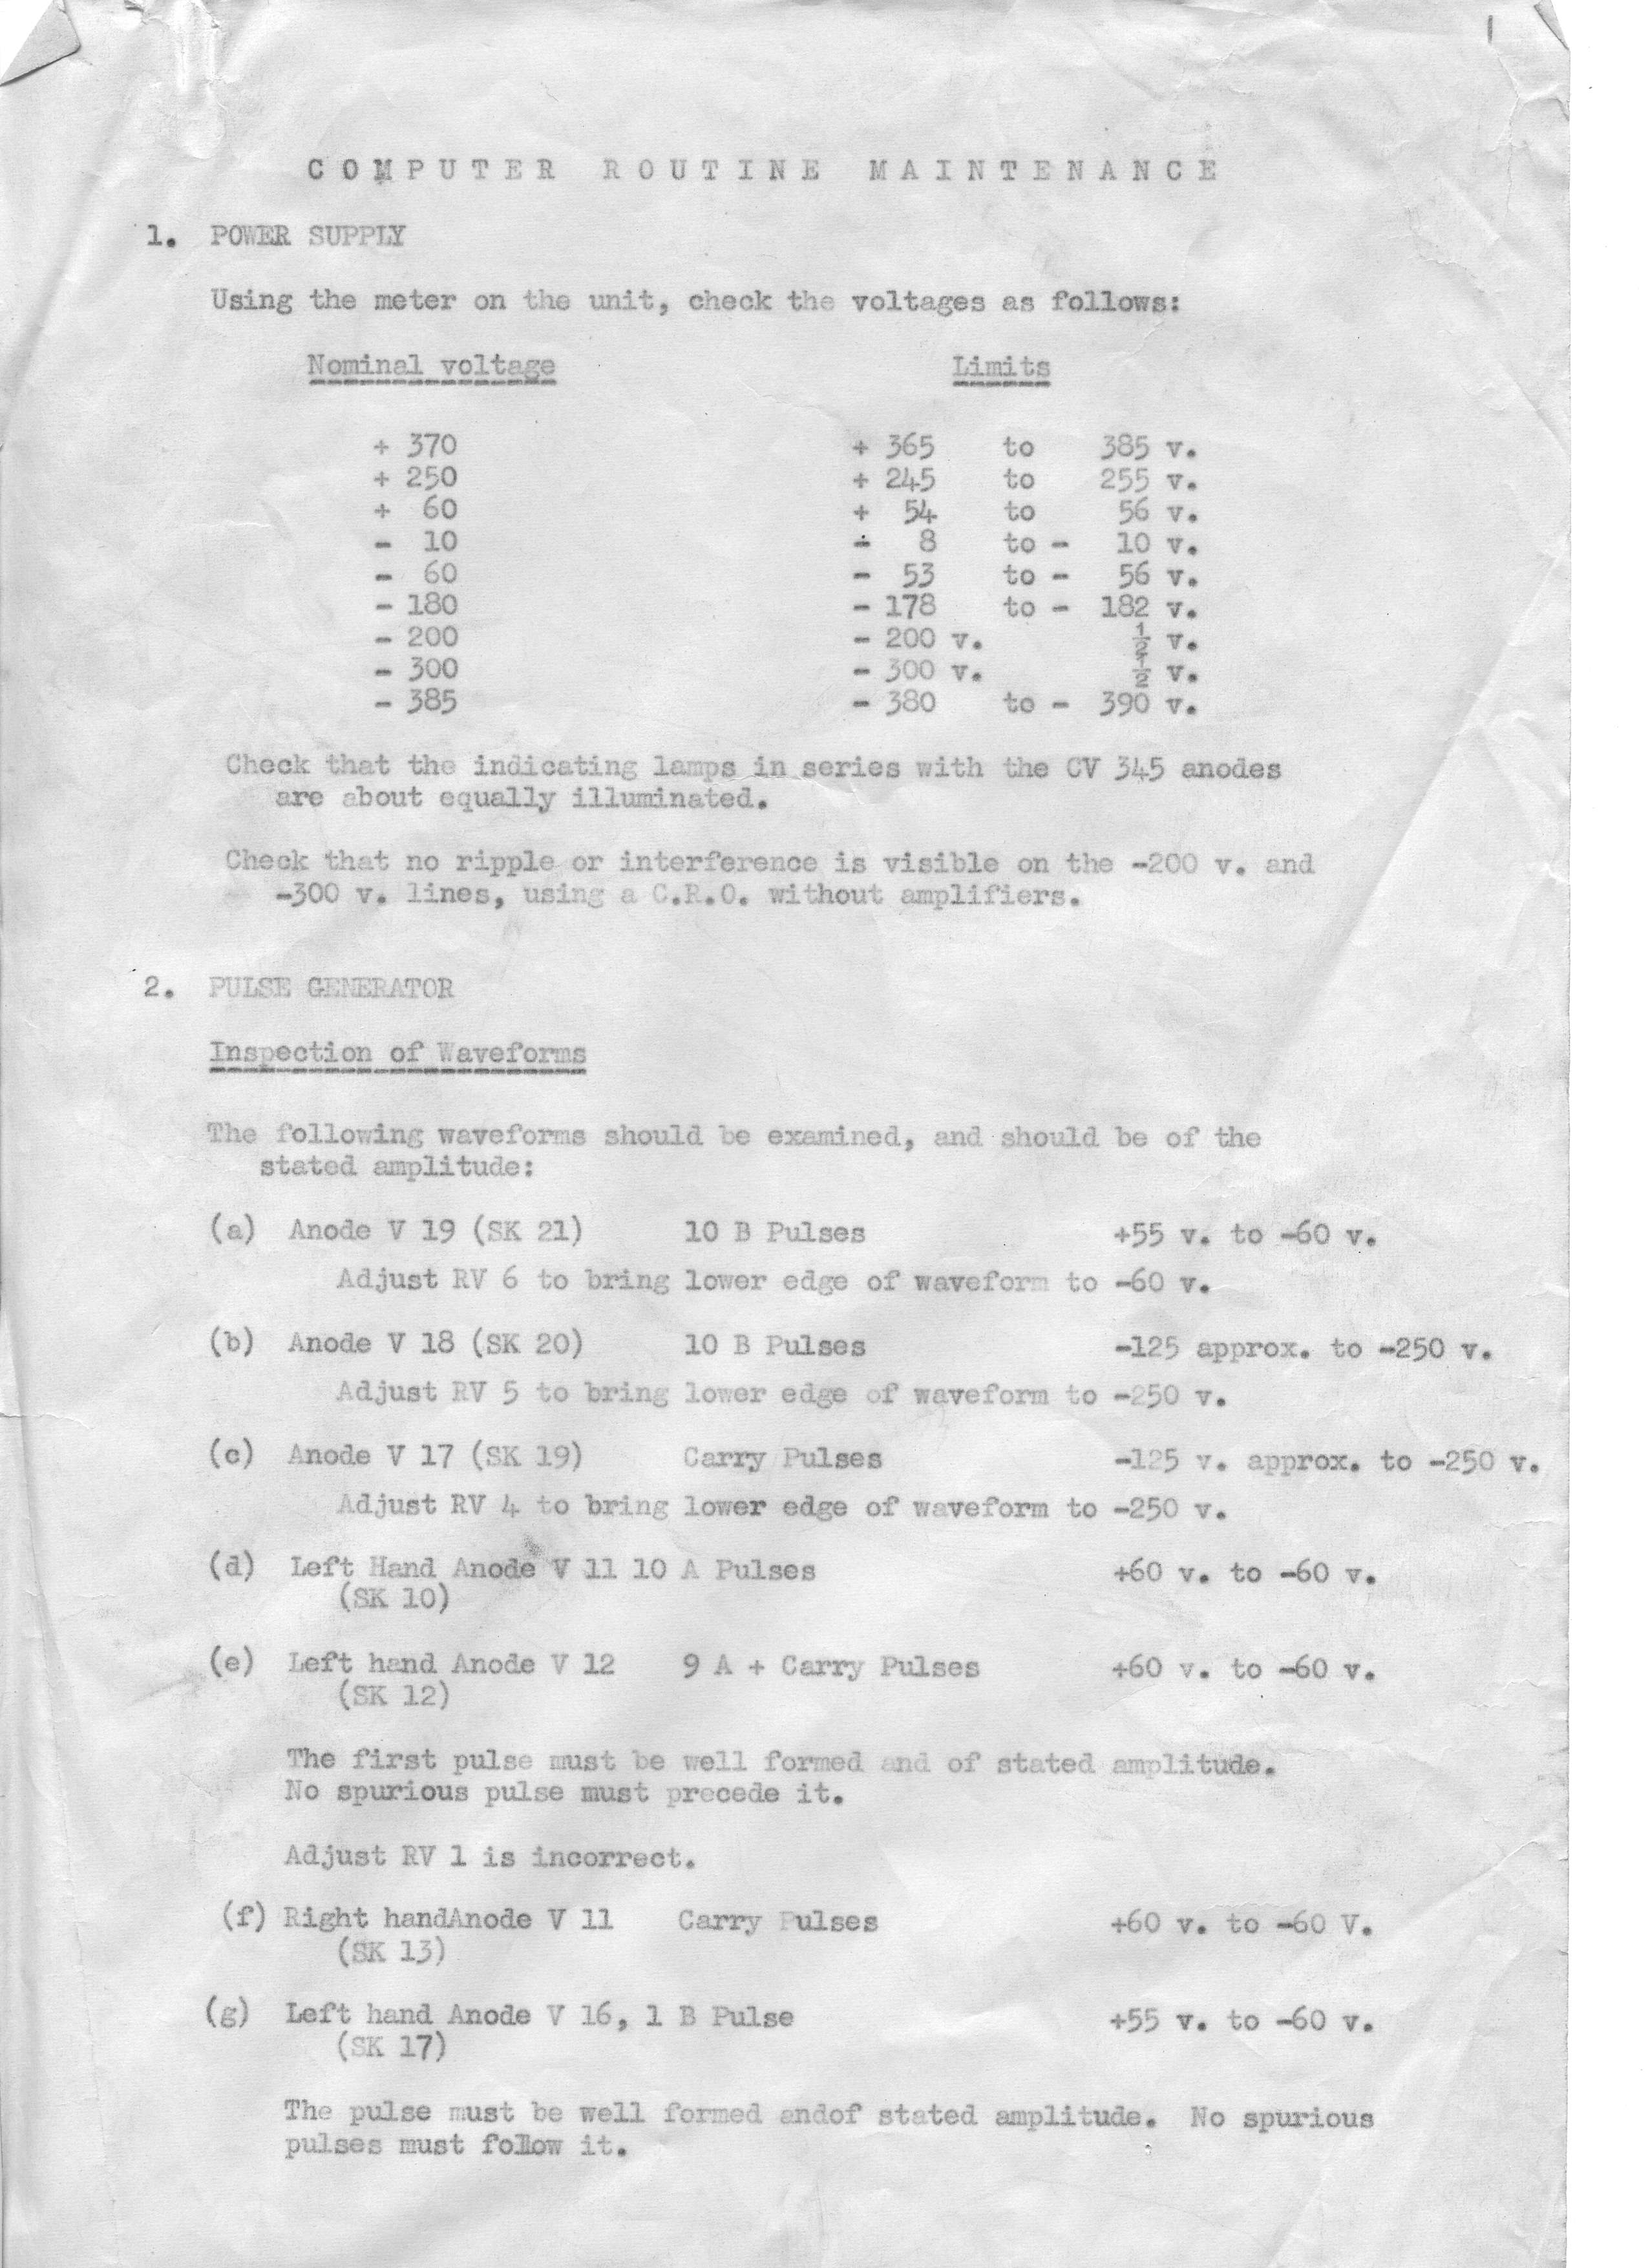 1
COMPUTER ROUTINE MAINTENANCE
1. POWER SUPPLY
Using the meter on the unit, check the voltages as follows:
Nominal voltage Limits
+ 370 + 365 to 385 v.
+ 250 + 245 to 255 v.
+ 60 + 54 to 56 v.
- 10 - 8 to - 10 v.
- 60 - 53 to - 56 v.
- 180 - 178 to - 182 v.
- 200 - 200 v. ½ v.
- 300 - 300 v. ½ v.
- 385 - 380 to - 390 v.
Check that the indicating lamps in series with the CV 345 anodes
are about equally illuminated.
Check that no ripple or interference is visible on the -200 v. and
-300 v. lines, using a C.R.O. without amplifiers.
2. PULSE GENERATOR
Inspection of Waveforms
The following waveforms should be examined, and should be of the
stated amplitude:
(a) Anode V 19 (SK 21) 10 B Pulses +55 v. to -60 v.
Adjust RV 6 to bring lower edge of waveform to -60 v.
(b) Anode V 18 (SK 20) 10 B Pulses -125 approx. to -250 v.
Adjust RV 5 to bring lower edge of waveform to -250 v.
(c) Anode V 17 (SK 19) Carry Pulses -125 v. approx. to -250 v.
Adjust RV 4 to bring lower edge of waveform to -250 v.
(d) Left Hand Anode V 11 10 A Pulses +60 v. to -60 v.
(SK 10)
(e) Left hand Anode V 12 9 A + Carry Pulses +60 v. to -60 v.
(SK 12)
The first pulse must be well formed and of stated amplitude.
No spurious pulse must precede it.
Adjust RV 1 is incorrect.
(f) Right handAnode V 11 Carry Pulses +60 v. to -60 V.
(SK 13)
(g) Left hand Anode V 16, 1 B Pulse +55 v. to -60 v.
(SK 17)
The pulse must be well formed andof stated amplitude. No spurious
pulses must follow it.